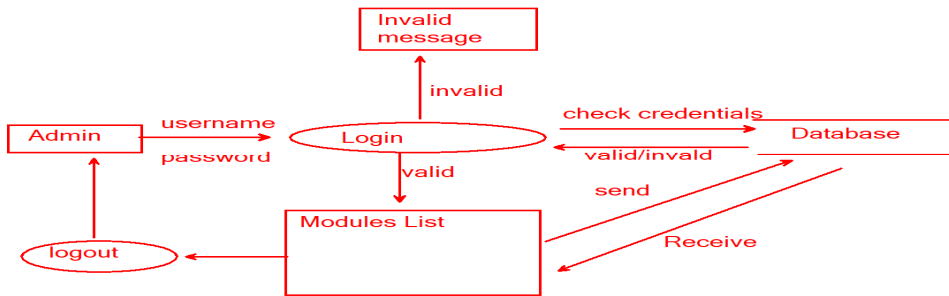 Invalid
message
invalid
check credentials
Admin
username
Login
Database
password
valid/invald
valid
send
Modules List
Receive
logout